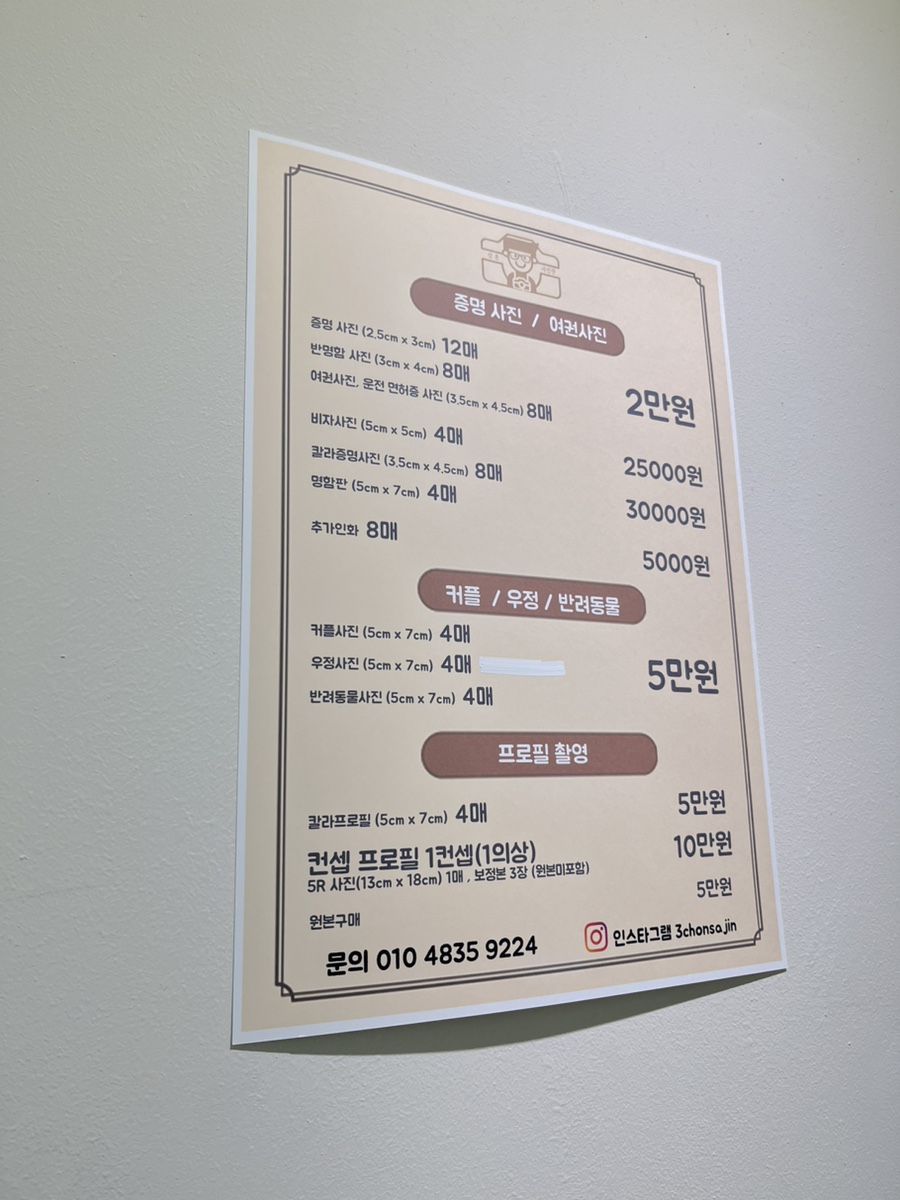 증명 사진 / 여권사진
증명 사진 (2.5cm x 3cm) 12매
반명함 사진 (3cm x 4cm) 8매
여권사진, 운전 면허증 사진 (3.5cm x 4.5cm) 8매
2만원
비자사진 (5cm x 5cm) 4매
25000원
칼라증명사진 (3.5cm x 4.5cm) 8매
명함판 (5cm x 7cm) 4매
30000원
추가인화 8매
5000원
커플 / 우정 / 반려동물
커플사진 (5cm x 7cm) 4매
우정사진 (5cm x 7cm) 4매
5만원
반려동물사진 (5cm x 7cm) 4매
프로필 촬영
칼라프로필 (5cm x 7cm) 4매
5만원
컨셉 프로필 1컨셉(1의상)
10만원
5R 사진(13cm x 18cm) 1매 , 보정본 3장 (원본미포함)
원본구매
5만원
문의 010 4835 9224
인스타그램 3chonsajin